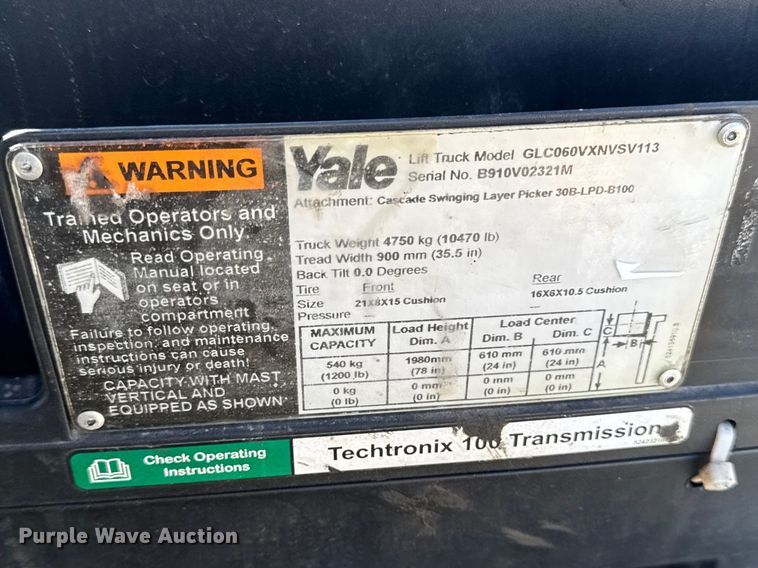 WARNING
Trained Operators and
Mechanics Only
Read Operating
Manual located
on seat or in
operators
compartment
Failure to follow operating,
inspection, and maintenance
instructions can cause
serious injury or death!
CAPACITY WITH MAST
VERTICAL AND
EQUIPPED AS SHOWN
Yale
Lift Truck Model GLC060VXNVSV113
Serial No. B910V02321M
Attachment: Cascade Swinging Layer Picker 30B-LPD-B100
Truck Weight 4750 kg (10470 lb)
Tread Width 900 mm (35.5 in)
Back Tilt 0.0 Degrees
Tire Front Rear
Size 21X8X15 Cushion 16X6X10.5 Cushion
Pressure – –
MAXIMUM CAPACITY Load Height Dim. A Load Center Dim. B Dim. C
540 kg (1200 lb) 1980mm (78 in) 610 mm (24 in) 610 mm (24 in)
0 kg (0 lb) 0 mm (0 in) 0 mm (0 in) 0 mm (0 in)
C
B
A
Check Operating
Instructions
Techtronix 100 Transmission
Purple Wave Auction